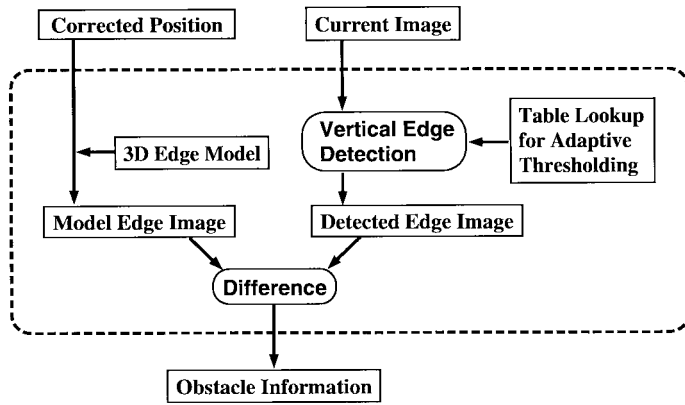 Corrected Position
Current Image
Vertical Edge
Detection
Table Lookup
for Adaptive
Thresholding
3D Edge Model
Model Edge Image
Detected Edge Image
Difference
Obstacle Information